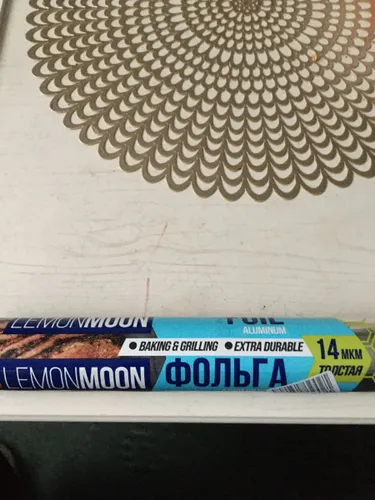 LEMONMOON
FOIL
ALUMINUM
BAKING & GRILLING EXTRA DURABLE
14 МКМ
ТОЛСТАЯ
LEMONMOON
ФОЛЬГА